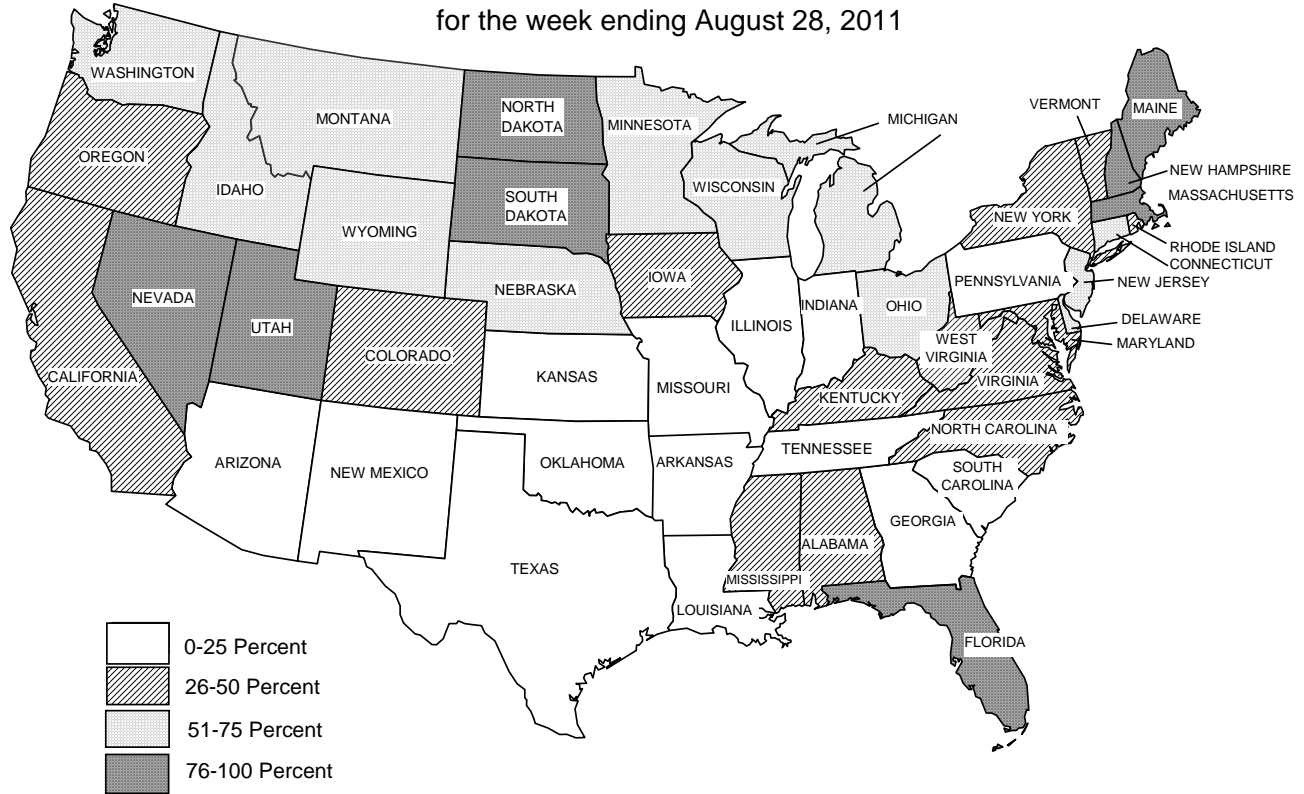 for the week ending August 28, 2011
WASHINGTON
MONTANA
NORTH
DAKOTA
MINNESOTA
MICHIGAN
VERMONT
MAINE
OREGON
IDAHO
WISCONSIN
NEW HAMPSHIRE
MASSACHUSETTS
SOUTH
DAKOTA
NEW YORK
WYOMING
RHODE ISLAND
CONNECTICUT
NEVADA
NEBRASKA
IOWA
PENNSYLVANIA
NEW JERSEY
UTAH
ILLINOIS
INDIANA
OHIO
DELAWARE
MARYLAND
COLORADO
WEST
VIRGINIA
CALIFORNIA
KANSAS
MISSOURI
KENTUCKY
VIRGINIA
NORTH CAROLINA
TENNESSEE
ARIZONA
NEW MEXICO
OKLAHOMA
ARKANSAS
SOUTH
CAROLINA
GEORGIA
ALABAMA
TEXAS
MISSISSIPPI
LOUISIANA
FLORIDA
0-25 Percent
26-50 Percent
51-75 Percent
76-100 Percent